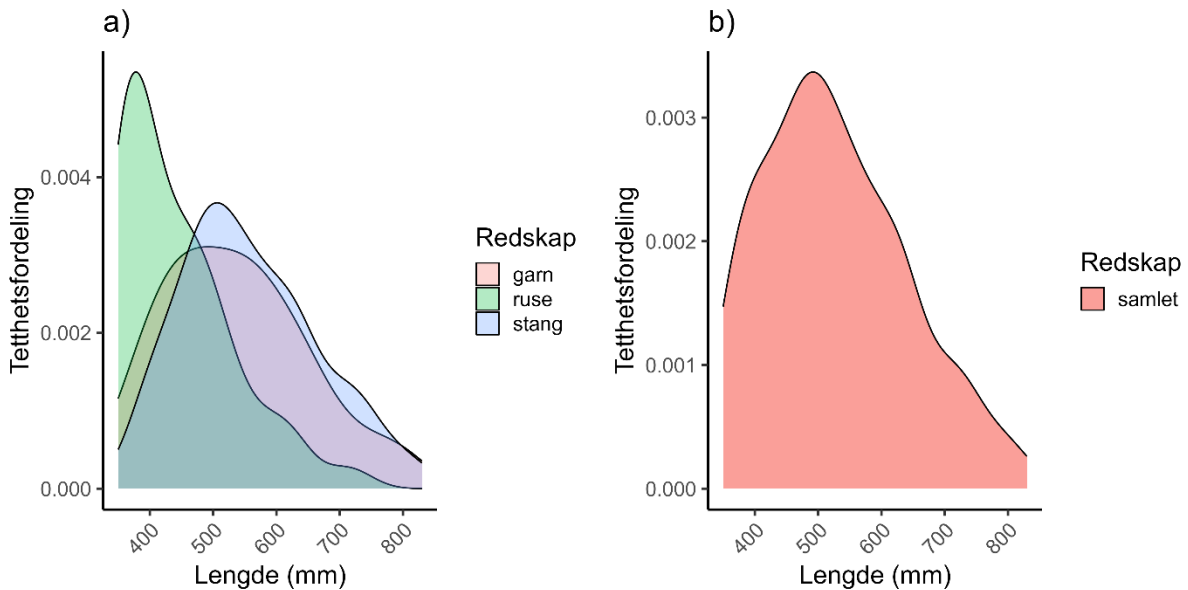 a)
Tetthetsfordeling
0.004
0.002
0.000
400
500
600
700
800
Lengde (mm)
Redskap
garn
ruse
stang
b)
Tetthetsfordeling
0.003
0.002
0.001
0.000
400
500
600
700
800
Lengde (mm)
Redskap
samlet